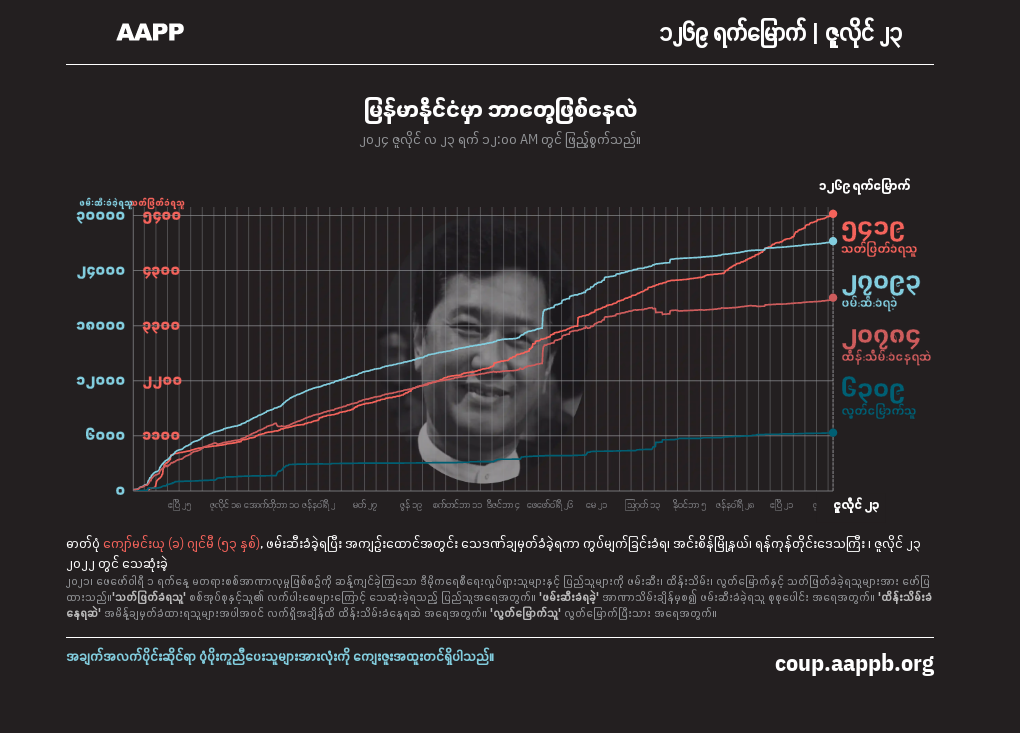 AAPP
၁၂၆၉ ရက်မြောက် | ဇူလိုင် ၂၃
မြန်မာနိုင်ငံမှာ ဘာတွေဖြစ်နေလဲ
၂၀၂၄ ဇူလိုင် လ ၂၃ ရက် ၁၂:၀၀ AM တွင် ဖြည့်စွက်သည်။
၁၂၆၉ ရက်မြောက်
ဖမ်းဆီးခံခဲ့ရသူ သတ်ဖြတ်ခံရသူ
၃၀၀၀၀ ၅၄၀၀
၅၄၁၉
သတ်ဖြတ်ခံရသူ
၂၄၀၀၀ ၄၃၀၀
၂၇၀၉၃
ဖမ်းဆီးခံရခဲ့
၁၈၀၀၀ ၃၃၀၀
၂၀၇၈၄
ထိန်းသိမ်းခံနေရဆဲ
၁၂၀၀၀ ၂၂၀၀
၆၃၀၉
လွတ်မြောက်သူ
၆၀၀၀ ၁၁၀၀
၀
ဧပြီ ၂၅ ဇူလိုင် ၁၈ အောက်တိုဘာ ၁၀ ဇန်နဝါရီ ၂ မတ် ၂၇ ဇွန် ၁၉ စက်တင်ဘာ ၁၁ ဒီဇင်ဘာ ၄ ဖေဖော်ဝါရီ ၂၆ မေ ၂၁ ဩဂုတ် ၁၃ နိုဝင်ဘာ ၅ ဇန်နဝါရီ ၂၈ ဧပြီ ၂၁ ဇူလိုင် ၂၃
ဓာတ်ပုံ ကျော်မင်းယု (ခ) ဂျင်မီ (၅၃ နှစ်), ဖမ်းဆီးခံခဲ့ရပြီး အကျဉ်းထောင်အတွင်း သေဒဏ်ချမှတ်ခံခဲ့ရကာ ကွပ်မျက်ခြင်းခံရ၊ အင်းစိန်မြို့နယ်၊ ရန်ကုန်တိုင်းဒေသကြီး ၊ ဇူလိုင် ၂၃
၂၀၂၂ တွင် သေဆုံးခဲ့
၂၀၂၁၊ ဖေဖော်ဝါရီ ၁ ရက်နေ့ မတရားစစ်အာဏာလုမှုဖြစ်စဉ်ကို ဆန့်ကျင်ခဲ့ကြသော ဒီမိုကရေစီရေးလှုပ်ရှားသူများနှင့် ပြည်သူများကို ဖမ်းဆီး၊ ထိန်းသိမ်း၊ လွတ်မြောက်နှင့် သတ်ဖြတ်ခံခဲ့ရသူများအား ဖော်ပြ
ထားသည်။'သတ်ဖြတ်ခံရသူ' စစ်အုပ်စုနှင့်သူ၏ လက်ပါးစေများကြောင့် သေဆုံးခဲ့ရသည့် ပြည်သူအရေအတွက်။ 'ဖမ်းဆီးခံရခဲ့' အာဏာသိမ်းချိန်မှစ၍ ဖမ်းဆီးခံခဲ့ရသူ စုစုပေါင်း အရေအတွက်။ 'ထိန်းသိမ်းခံ
နေရဆဲ' အမိန့်ချမှတ်ခံထားရသူများအပါအဝင် လက်ရှိအချိန်ထိ ထိန်းသိမ်းခံနေရဆဲ အရေအတွက်။ 'လွတ်မြောက်သူ' လွတ်မြောက်ပြီးသား အရေအတွက်။
အချက်အလက်ပိုင်းဆိုင်ရာ ပံ့ပိုးကူညီပေးသူများအားလုံးကို ကျေးဇူးအထူးတင်ရှိပါသည်။
coup.aappb.org